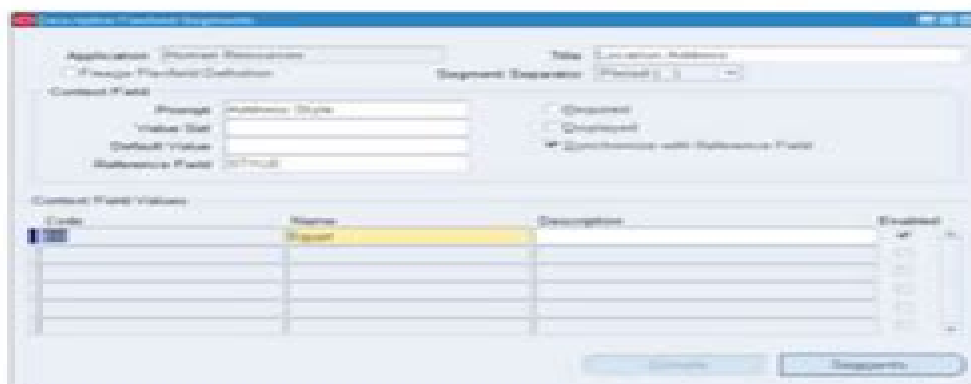 Descriptive Flexfield Segments
Application Human Resources Title Location Address
Freeze Flexfield Definition Segment Separator Period (.)
Context Field
Prompt Address Style Required
Value Set Displayed
Default Value Synchronize with Reference Field
Reference Field STYLE
Context Field Values
Code Name Description Enabled
Compile Segments